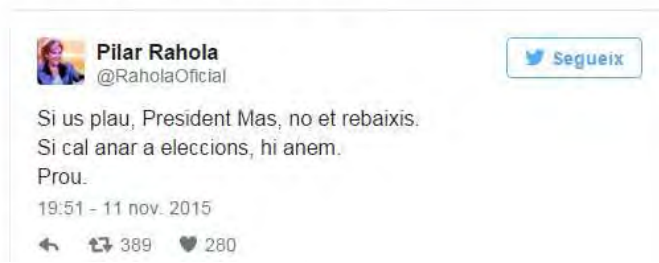 Pilar Rahola
@RaholaOficial
Segueix
Si us plau, President Mas, no et rebaixis.
Si cal anar a eleccions, hi anem.
Prou.
19:51 - 11 nov. 2015
389 280